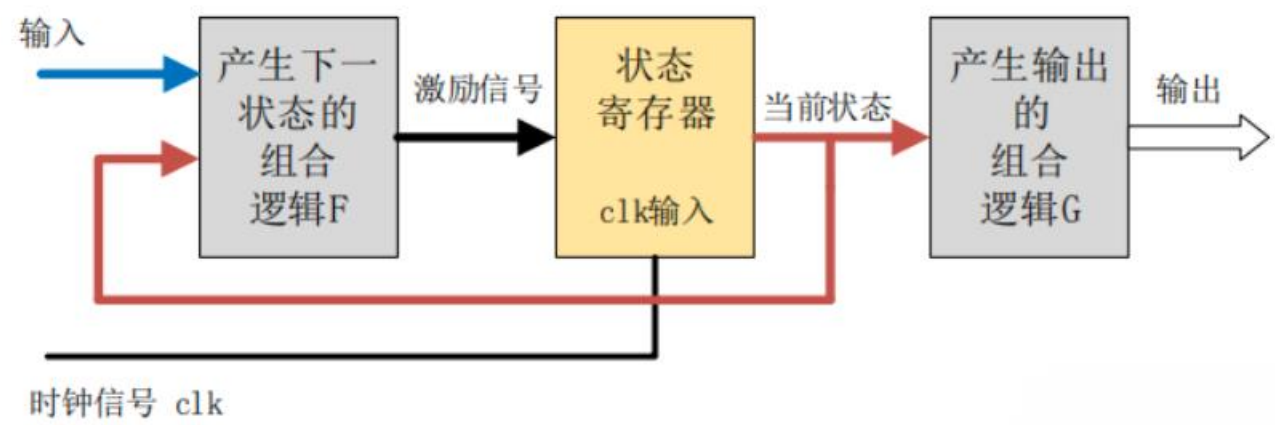 输入
产生下一
状态的
组合
逻辑F
激励信号
状态
寄存器
clk输入
当前状态
产生输出
的
组合
逻辑G
输出
时钟信号 clk